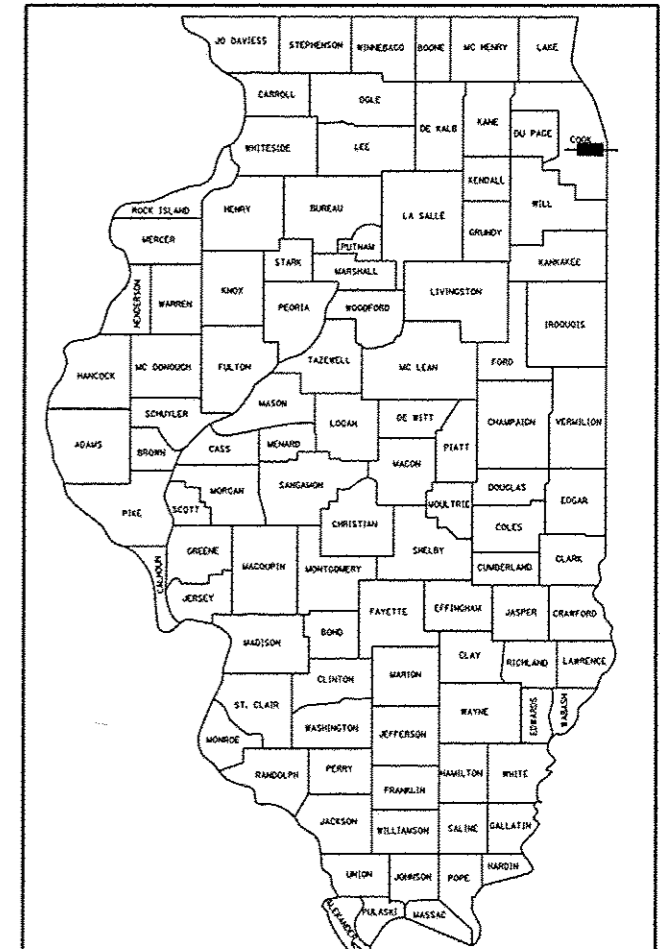 JO DAVIESS STEPHENSON WINNEBAGO BOONE MC HENRY LAKE
CARROLL OGLE DE KALB KANE DU PAGE COOK
WHITESIDE LEE KENDALL WILL
ROCK ISLAND HENRY BUREAU LA SALLE GRUNDY
MERCER PUTNAM KANKAKEE
STARK MARSHALL
HENDERSON WARREN KNOX PEORIA WOODFORD LIVINGSTON IROQUOIS
HANCOCK MC DONOUGH FULTON TAZEWELL MC LEAN FORD
SCHUYLER MASON LOGAN DE WITT CHAMPAIGN VERMILION
ADAMS BROWN CASS MENARD MACON PIATT
PIKE SCOTT MORGAN SANGAMON CHRISTIAN MOULTRIE DOUGLAS EDGAR
COLES
CALHOUN GREENE MACOUPIN MONTGOMERY SHELBY CUMBERLAND CLARK
JERSEY FAYETTE EFFINGHAM JASPER CRAWFORD
MADISON BOND CLAY RICHLAND LAWRENCE
CLINTON MARION
ST. CLAIR WASHINGTON JEFFERSON WAYNE EDWARDS WABASH
MONROE
RANDOLPH PERRY FRANKLIN HAMILTON WHITE
JACKSON WILLIAMSON SALINE GALLATIN
UNION JOHNSON POPE HARDIN
ALEXANDER PULASKI MASSAC